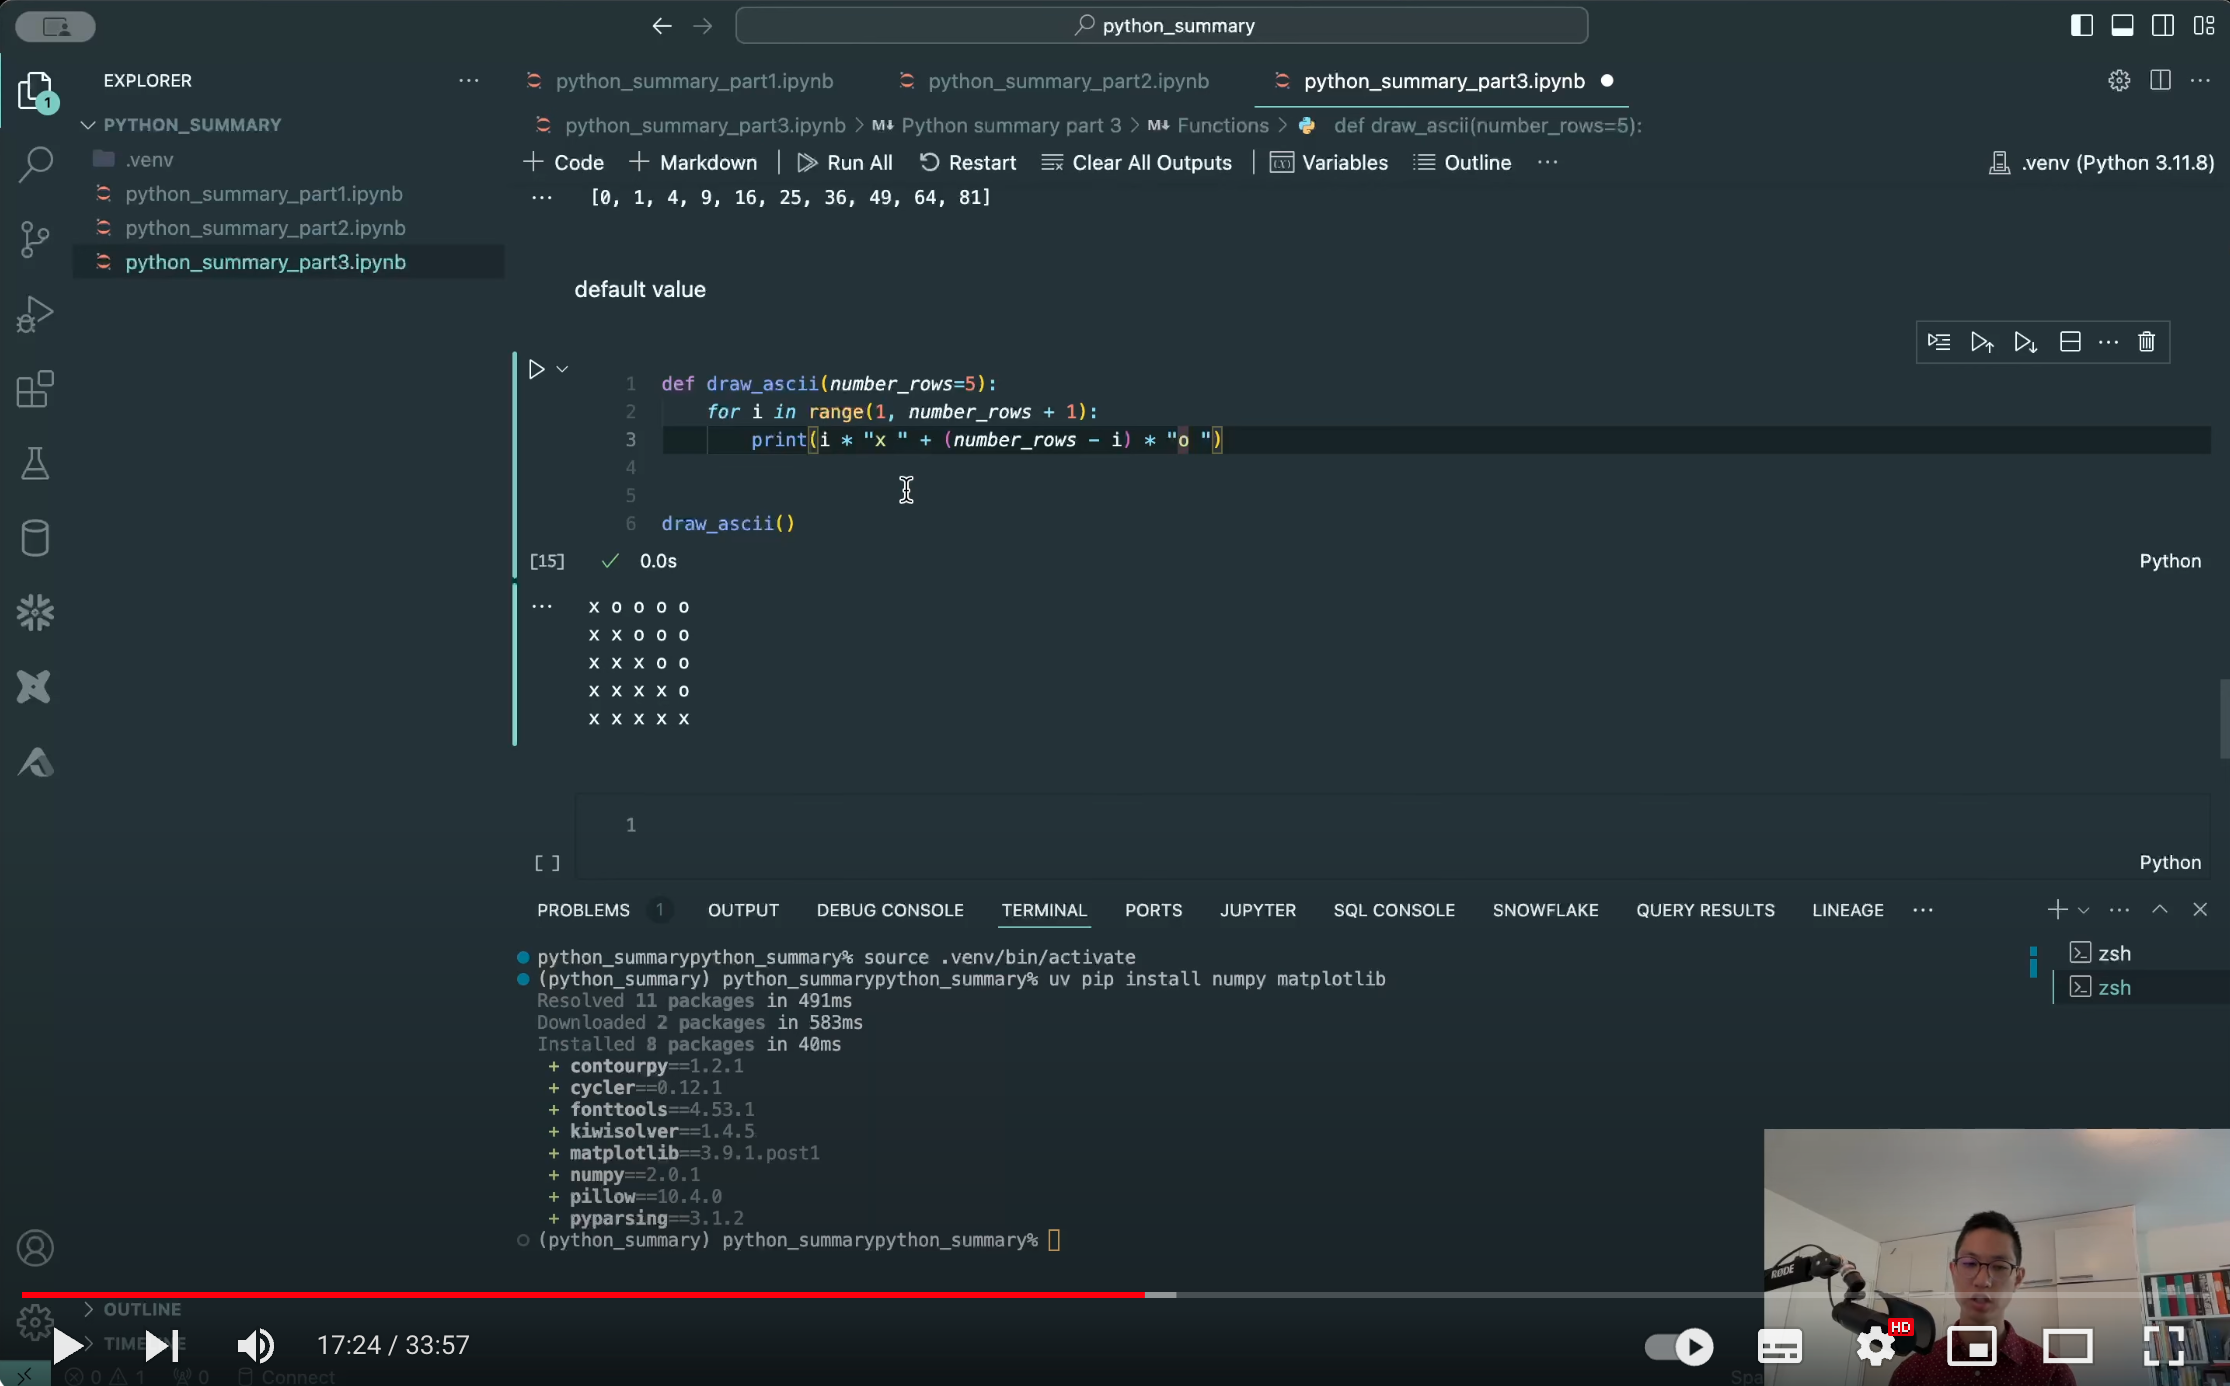 python_summary
EXPLORER
1
PYTHON_SUMMARY
.venv
python_summary_part1.ipynb
python_summary_part2.ipynb
python_summary_part3.ipynb
python_summary_part1.ipynb python_summary_part2.ipynb python_summary_part3.ipynb
python_summary_part3.ipynb > M↓ Python summary part 3 > M↓ Functions > def draw_ascii(number_rows=5):
+ Code + Markdown | Run All Restart Clear All Outputs | Variables Outline ··· .venv (Python 3.11.8)
[0, 1, 4, 9, 16, 25, 36, 49, 64, 81]
default value
1 def draw_ascii(number_rows=5):
2 for i in range(1, number_rows + 1):
3 print(i * "x " + (number_rows - i) * "o ")
4
5
6 draw_ascii()
[15] ✓ 0.0s Python
x o o o o
x x o o o
x x x o o
x x x x o
x x x x x
1
[ ] Python
PROBLEMS 1 OUTPUT DEBUG CONSOLE TERMINAL PORTS JUPYTER SQL CONSOLE SNOWFLAKE QUERY RESULTS LINEAGE ···
python_summarypython_summary% source .venv/bin/activate
(python_summary) python_summarypython_summary% uv pip install numpy matplotlib
Resolved 11 packages in 491ms
Downloaded 2 packages in 583ms
Installed 8 packages in 40ms
+ contourpy==1.2.1
+ cycler==0.12.1
+ fonttools==4.53.1
+ kiwisolver==1.4.5
+ matplotlib==3.9.1.post1
+ numpy==2.0.1
+ pillow==10.4.0
+ pyparsing==3.1.2
(python_summary) python_summarypython_summary%
zsh
zsh
RØDE
OUTLINE
17:24 / 33:57
HD
0 1 0 Connect